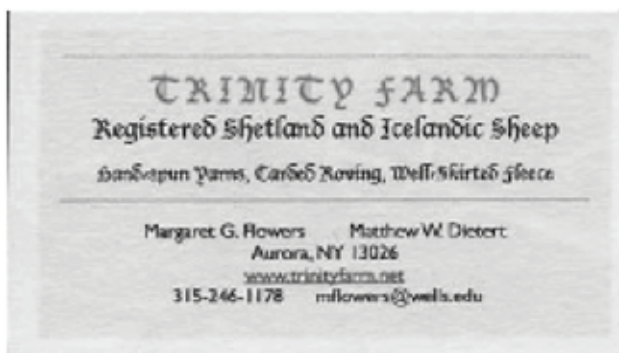 TRINITY FARM
Registered Shetland and Icelandic Sheep
Handspun Yarns, Carded Roving, Well-Skirted Fleece
Margaret G. Flowers Matthew W. Dietert
Aurora, NY 13026
www.trinityfarm.net
315-246-1178 mflowers@wells.edu